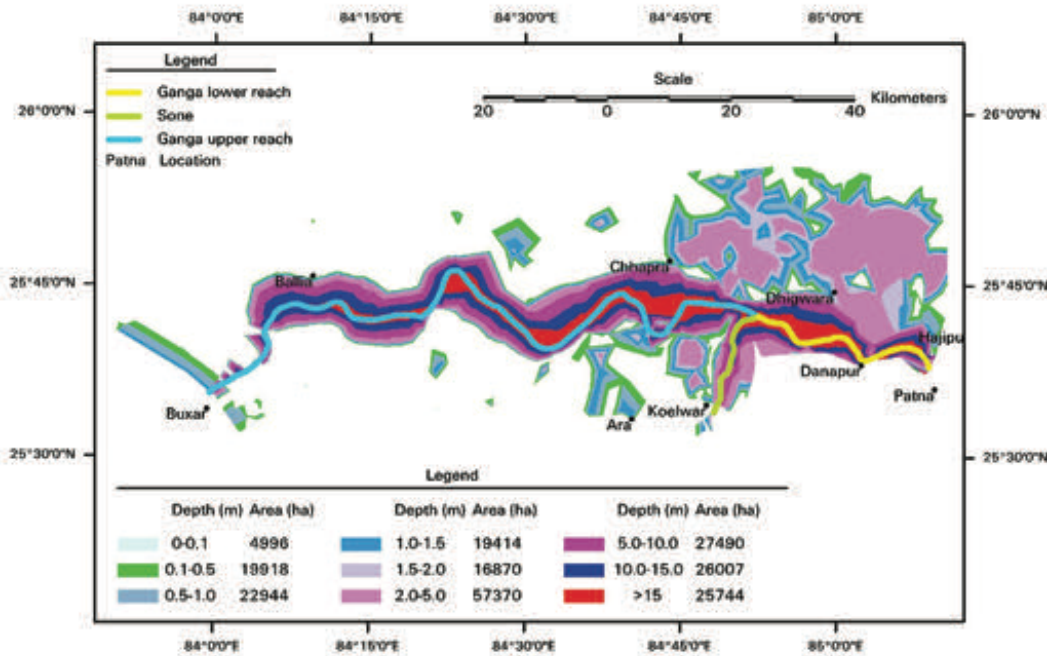 84°0'0"E 84°15'0"E 84°30'0"E 84°45'0"E 85°0'0"E
Legend
Ganga lower reach
Sone
Ganga upper reach
Patna Location
Scale
20 0 20 40 Kilometers
26°0'0"N 26°0'0"N
Chhapra
Ballia
25°45'0"N 25°45'0"N
Dhigwara
Hajipu
Danapur
Patna
Buxar
Koelwar
Ara
25°30'0"N 25°30'0"N
Legend
Depth (m) Area (ha) Depth (m) Area (ha) Depth (m) Area (ha)
0-0.1 4996 1.0-1.5 19414 5.0-10.0 27490
0.1-0.5 19918 1.5-2.0 16870 10.0-15.0 26007
0.5-1.0 22944 2.0-5.0 57370 >15 25744
84°0'0"E 84°15'0"E 84°30'0"E 84°45'0"E 85°0'0"E